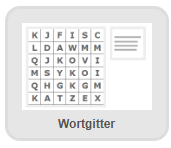 K J F I S C
L D A W M M
Q J K O V I
M S Y K O I
Q H G K G M
K A T Z E X
Wortgitter